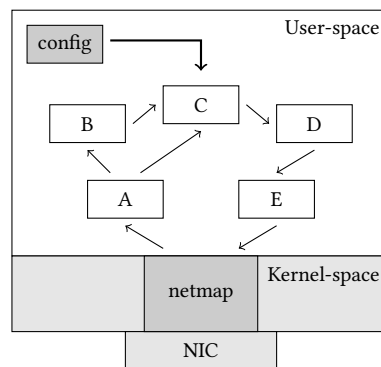 User-space
config
C
B
D
A
E
netmap
Kernel-space
NIC